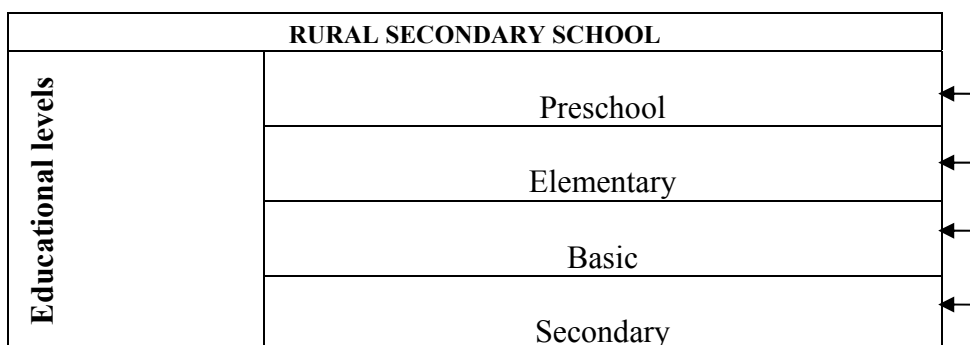 RURAL SECONDARY SCHOOL
Educational levels
Preschool
Elementary
Basic
Secondary